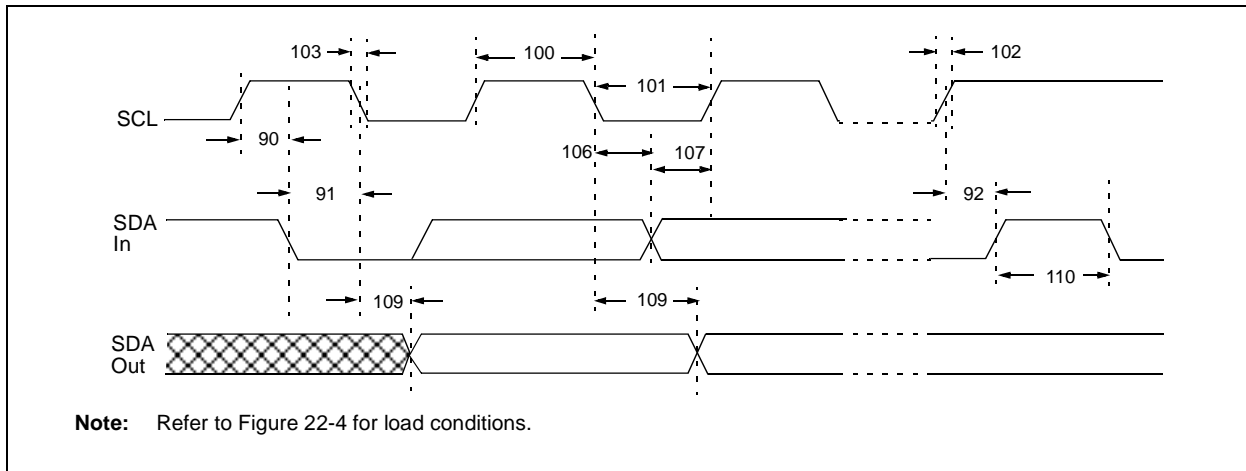 103
100
102
101
SCL
90
106
107
91
92
SDA
In
110
109
109
SDA
Out
Note: Refer to Figure 22-4 for load conditions.